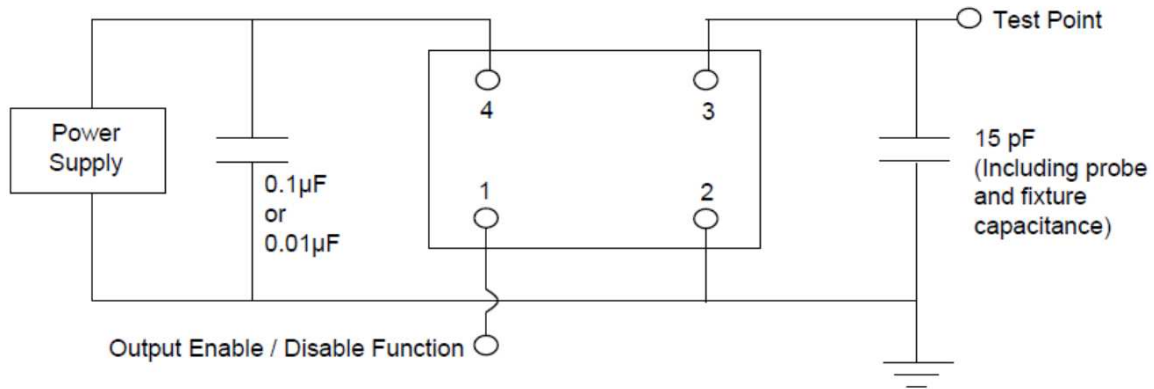 Test Point
4
3
Power
Supply
15 pF
(Including probe
and fixture
capacitance)
0.1µF
or
0.01µF
1
2
Output Enable / Disable Function